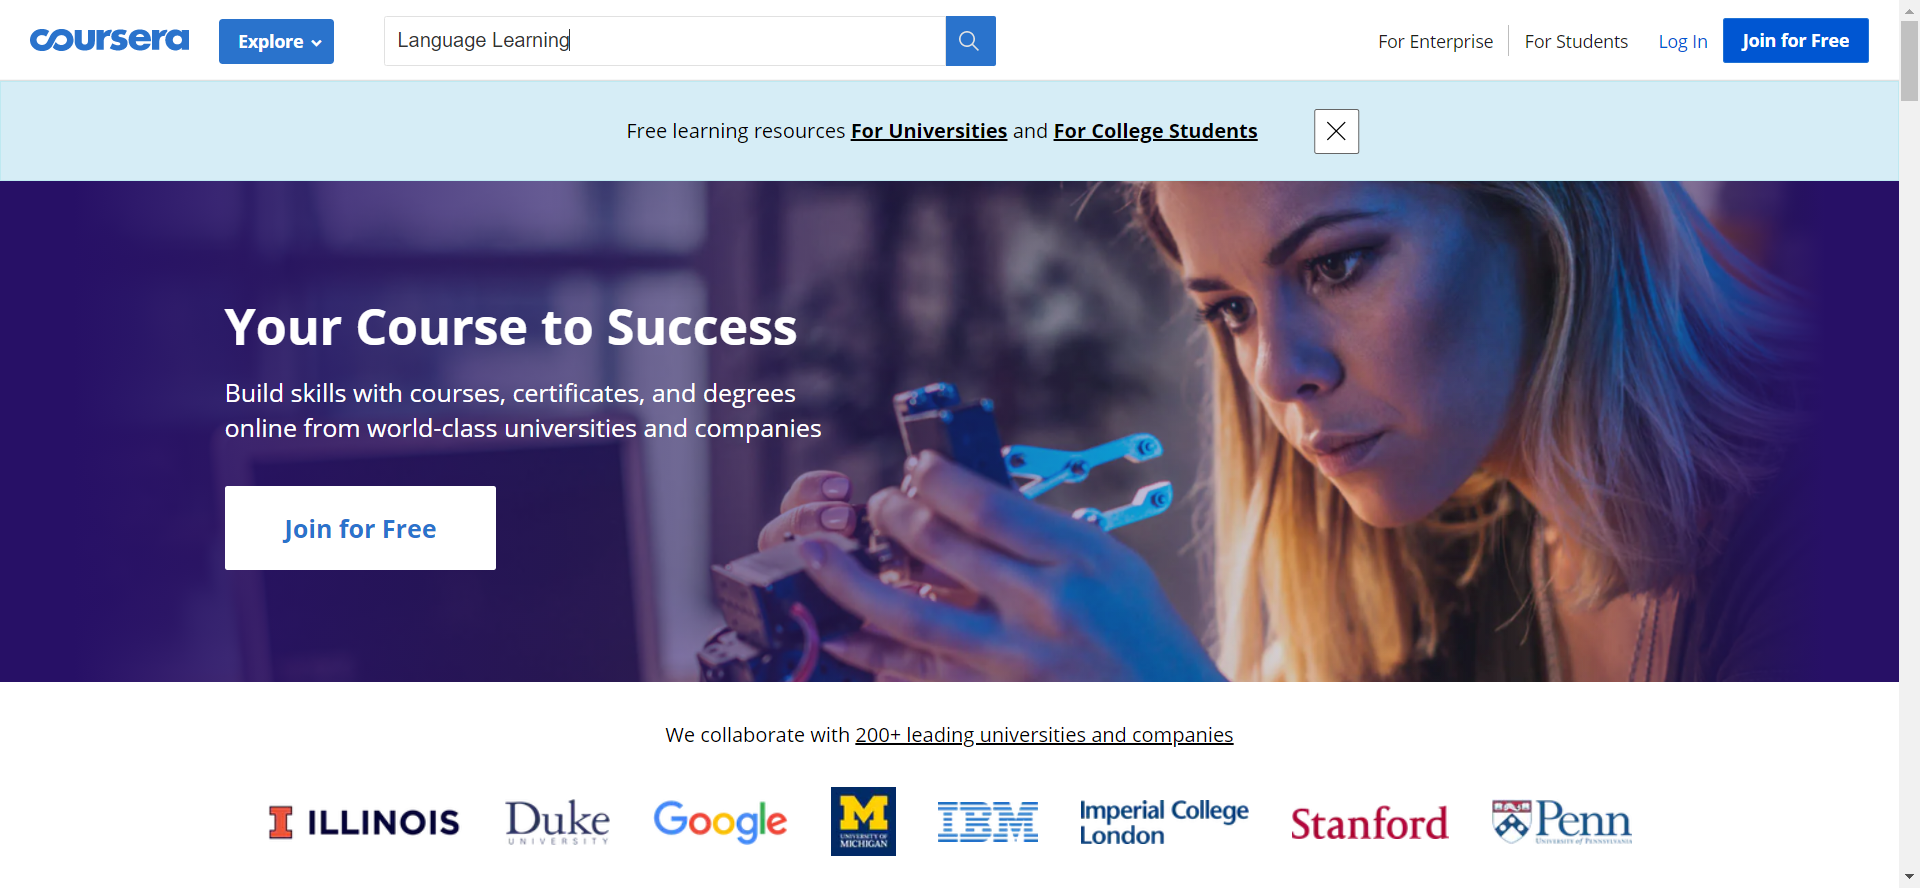 coursera
Explore
Language Learning
For Enterprise
For Students
Log In
Join for Free
Free learning resources For Universities and For College Students
Your Course to Success
Build skills with courses, certificates, and degrees
online from world-class universities and companies
Join for Free
We collaborate with 200+ leading universities and companies
I ILLINOIS
Duke
UNIVERSITY
Google
M
UNIVERSITY OF
MICHIGAN
IBM
Imperial College
London
Stanford
Penn
UNIVERSITY OF PENNSYLVANIA